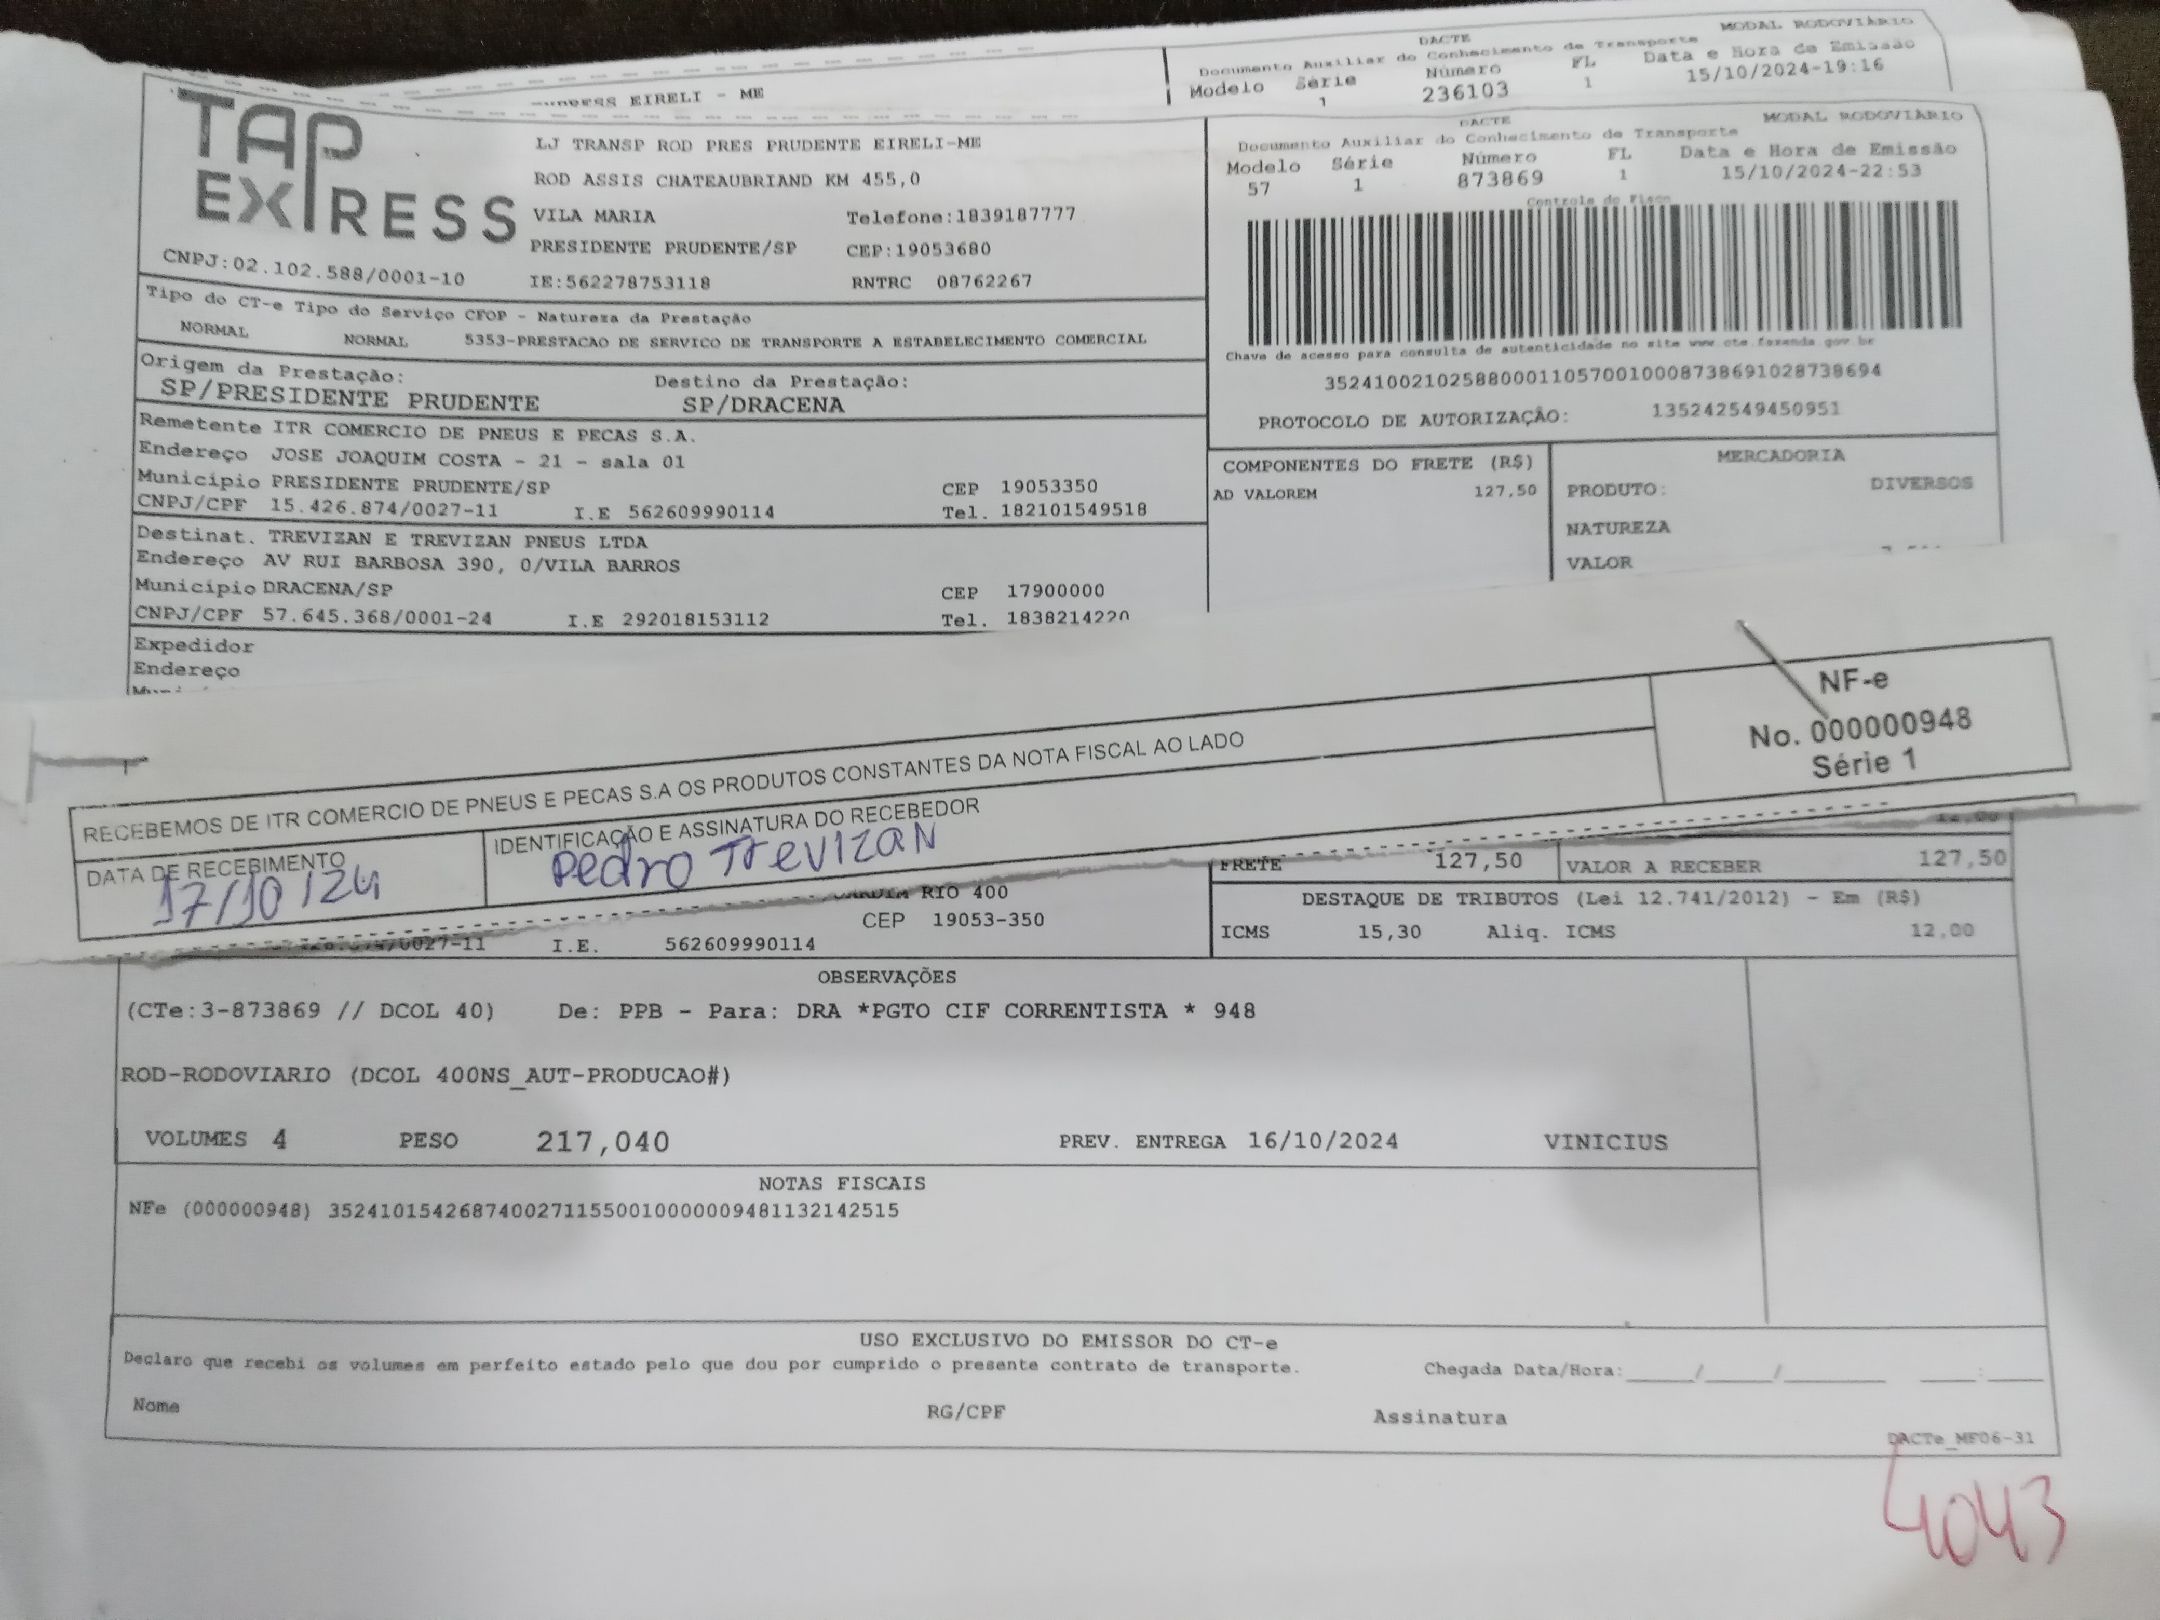 EIRELI - ME
DACTE
MODAL RODOVIÁRIO
Documento Auxiliar do Conhecimento de Transporte
Modelo Série Número FL Data e Hora de Emissão
1 236103 1 15/10/2024-19:16
TAP EXPRESS
CNPJ:02.102.588/0001-10
LJ TRANSP ROD PRES PRUDENTE EIRELI-ME
ROD ASSIS CHATEAUBRIAND KM 455,0
VILA MARIA Telefone:1839187777
PRESIDENTE PRUDENTE/SP CEP:19053680
IE:562278753118 RNTRC 08762267
DACTE MODAL RODOVIÁRIO
Documento Auxiliar do Conhecimento de Transporte
Modelo Série Número FL Data e Hora de Emissão
57 1 873869 1 15/10/2024-22:53
Controle do Fisco
Chave de acesso para consulta de autenticidade no site www.cte.fazenda.gov.br
35241002102588000110570010008738691028738694
PROTOCOLO DE AUTORIZAÇÃO: 135242549450951
Tipo do CT-e Tipo do Serviço CFOP - Natureza da Prestação
NORMAL NORMAL 5353-PRESTACAO DE SERVICO DE TRANSPORTE A ESTABELECIMENTO COMERCIAL
Origem da Prestação: Destino da Prestação:
SP/PRESIDENTE PRUDENTE SP/DRACENA
Remetente ITR COMERCIO DE PNEUS E PECAS S.A.
Endereço JOSE JOAQUIM COSTA - 21 - sala 01
Município PRESIDENTE PRUDENTE/SP CEP 19053350
CNPJ/CPF 15.426.874/0027-11 I.E 562609990114 Tel. 182101549518
COMPONENTES DO FRETE (R$)
AD VALOREM 127,50
MERCADORIA
PRODUTO: DIVERSOS
NATUREZA
VALOR
Destinat. TREVIZAN E TREVIZAN PNEUS LTDA
Endereço AV RUI BARBOSA 390, 0/VILA BARROS
Município DRACENA/SP CEP 17900000
CNPJ/CPF 57.645.368/0001-24 I.E 292018153112 Tel. 1838214220
Expedidor
Endereço
NF-e
No. 000000948
Série 1
RECEBEMOS DE ITR COMERCIO DE PNEUS E PECAS S.A OS PRODUTOS CONSTANTES DA NOTA FISCAL AO LADO
DATA DE RECEBIMENTO IDENTIFICAÇÃO E ASSINATURA DO RECEBEDOR
17/10/24 Pedro Trevizan
FRETE 127,50 VALOR A RECEBER 127,50
RIO 400
CEP 19053-350
DESTAQUE DE TRIBUTOS (Lei 12.741/2012) - Em (R$)
/0027-11 I.E. 562609990114
ICMS 15,30 Aliq. ICMS 12,00
OBSERVAÇÕES
(CTe:3-873869 // DCOL 40) De: PPB - Para: DRA *PGTO CIF CORRENTISTA * 948
ROD-RODOVIARIO (DCOL 400NS_AUT-PRODUCAO#)
VOLUMES 4 PESO 217,040 PREV. ENTREGA 16/10/2024 VINICIUS
NOTAS FISCAIS
NFe (000000948) 35241015426874002711550010000009481132142515
USO EXCLUSIVO DO EMISSOR DO CT-e
Declaro que recebi os volumes em perfeito estado pelo que dou por cumprido o presente contrato de transporte. Chegada Data/Hora:_____/_____/_______ ____:____
Nome RG/CPF Assinatura
DACTe_MF06-31
4043